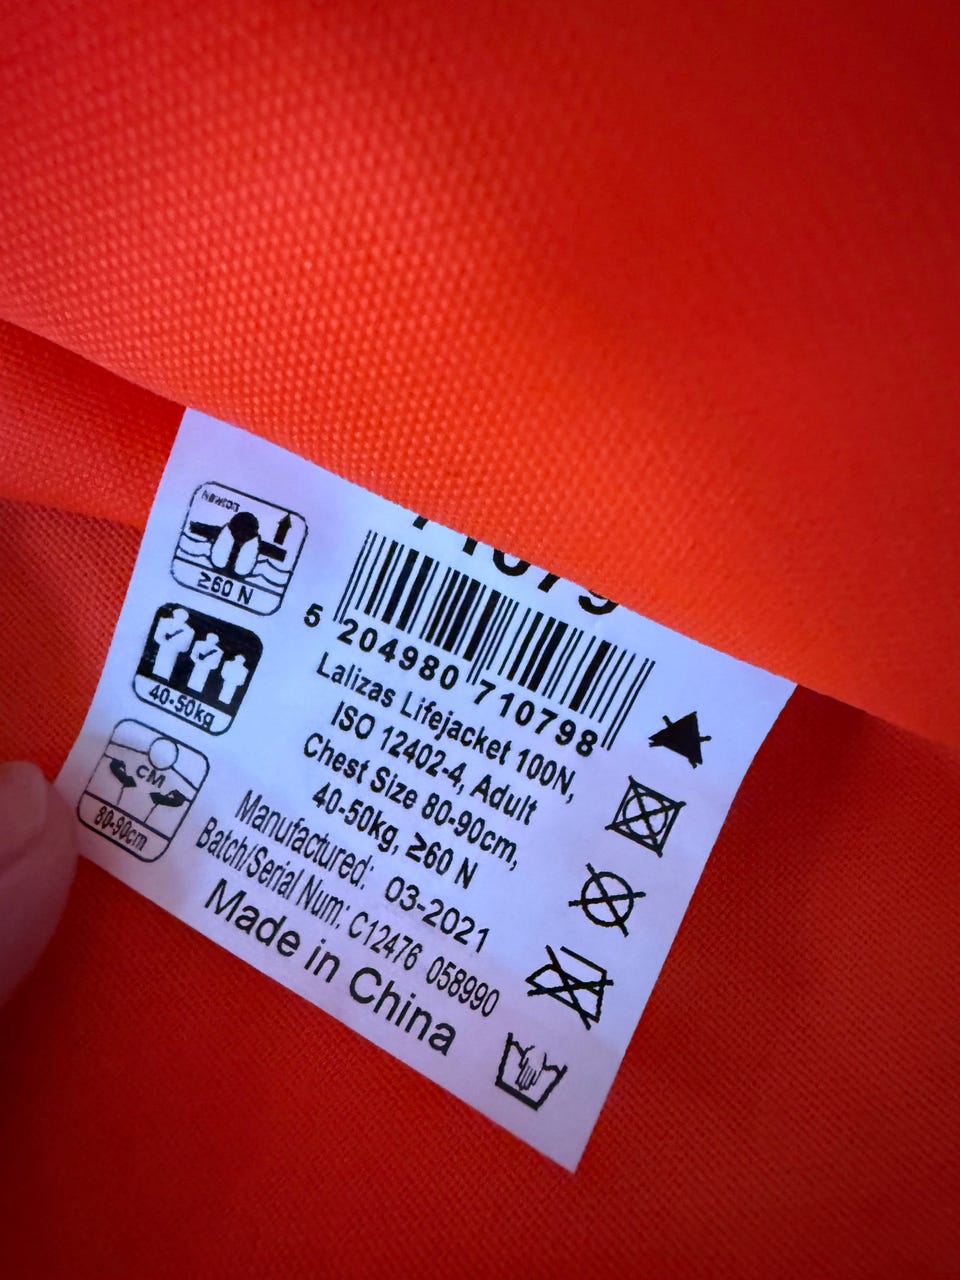 Newton
≥60 N
40-50kg
CM
80-90cm
71079
5 204980 710798
Lalizas Lifejacket 100N,
ISO 12402-4, Adult
Chest Size 80-90cm,
40-50kg, ≥60 N
Manufactured: 03-2021
Batch/Serial Num: C12476 058990
Made in China